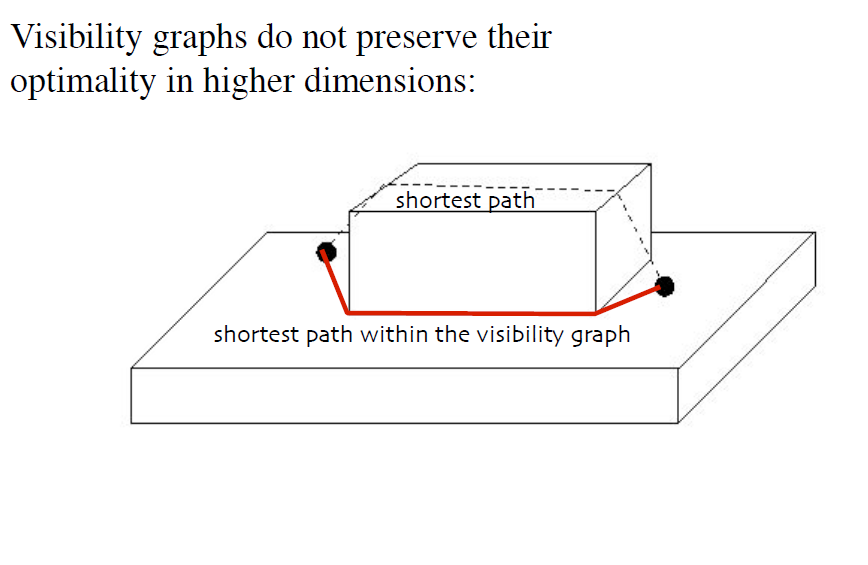 Visibility graphs do not preserve their
optimality in higher dimensions:
shortest path
shortest path within the visibility graph